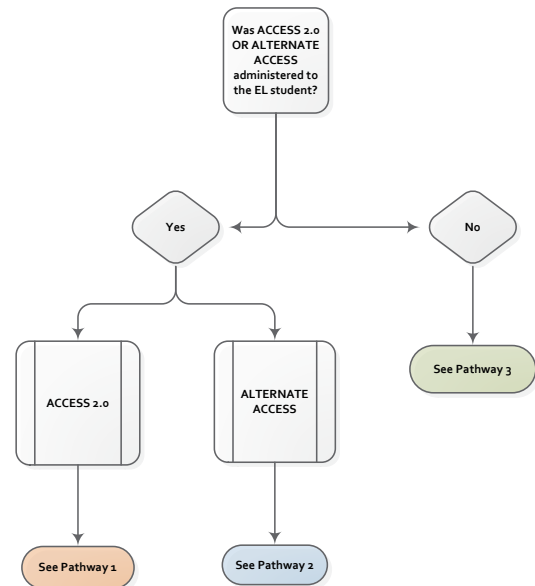 Was ACCESS 2.0
OR ALTERNATE
ACCESS
administered to
the EL student?
Yes
No
ACCESS 2.0
ALTERNATE
ACCESS
See Pathway 3
See Pathway 1
See Pathway 2